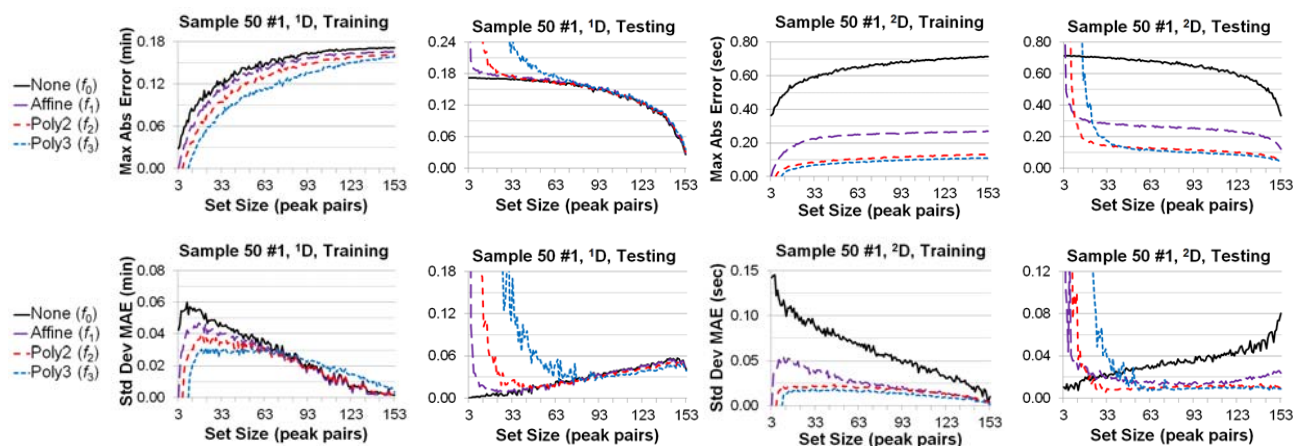 Sample 50 #1, ¹D, Training
Max Abs Error (min)
0.18
0.12
0.06
0.00
3 33 63 93 123 153
Set Size (peak pairs)
None (f₀)
Affine (f₁)
Poly2 (f₂)
Poly3 (f₃)
Sample 50 #1, ¹D, Testing
0.24
0.18
0.12
0.06
0.00
3 33 63 93 123 153
Set Size (peak pairs)
Sample 50 #1, ²D, Training
Max Abs Error (sec)
0.80
0.60
0.40
0.20
0.00
3 33 63 93 123 153
Set Size (peak pairs)
Sample 50 #1, ²D, Testing
0.80
0.60
0.40
0.20
0.00
3 33 63 93 123 153
Set Size (peak pairs)
Sample 50 #1, ¹D, Training
Std Dev MAE (min)
0.08
0.06
0.04
0.02
0.00
3 33 63 93 123 153
Set Size (peak pairs)
None (f₀)
Affine (f₁)
Poly2 (f₂)
Poly3 (f₃)
Sample 50 #1, ¹D, Testing
0.18
0.12
0.06
0.00
3 33 63 93 123 153
Set Size (peak pairs)
Sample 50 #1, ²D, Training
Std Dev MAE (sec)
0.15
0.10
0.05
0.00
3 33 63 93 123 153
Set Size (peak pairs)
Sample 50 #1, ²D, Testing
0.12
0.08
0.04
0.00
3 33 63 93 123 153
Set Size (peak pairs)